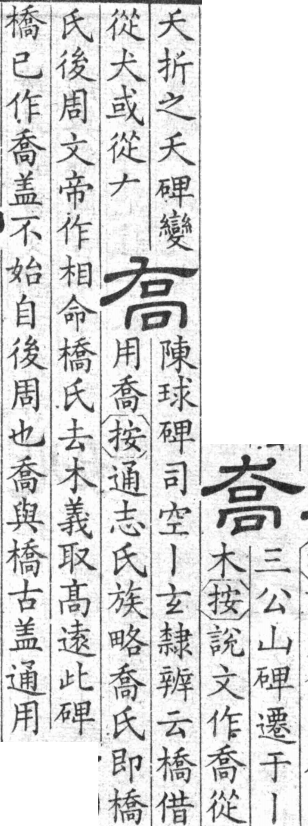 喬
三公山碑遷于丨
木按說文作喬從
夭折之夭碑變
從犬或從𠂇
喬
陳球碑司空丨玄隸辨云橋借
用喬按通志氏族略喬氏即橋
氏後周文帝作相命橋氏去木義取髙遠此碑
橋已作喬盖不始自後周也喬與橋古盖通用